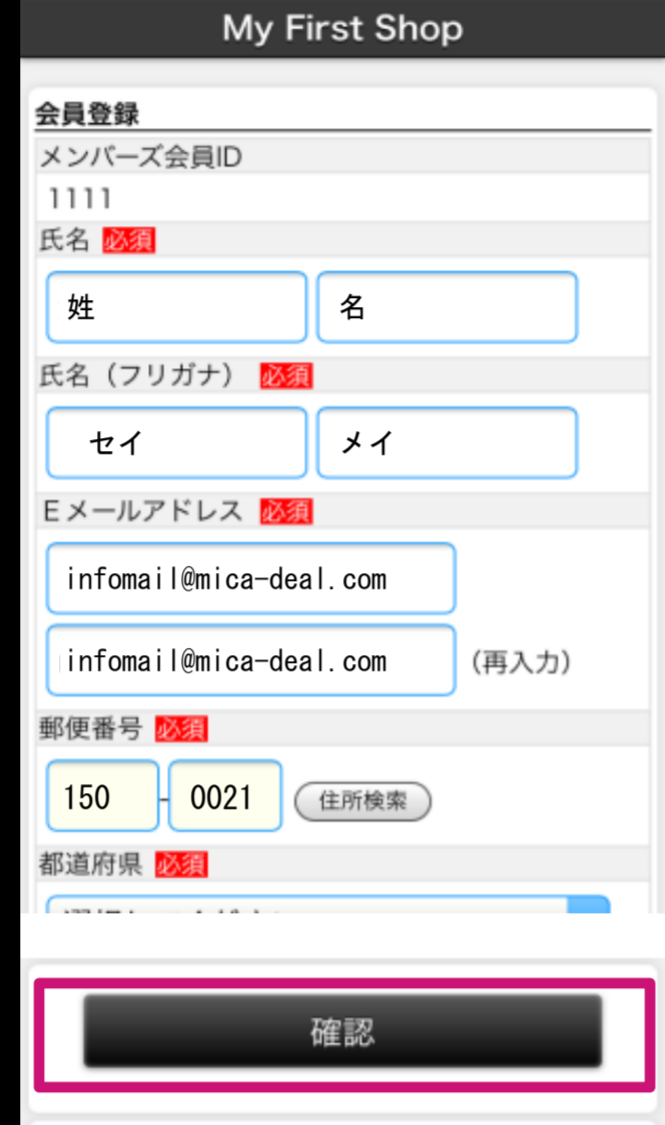 My First Shop
会員登録
メンバーズ会員ID
1111
氏名 必須
姓 名
氏名（フリガナ） 必須
セイ メイ
Eメールアドレス 必須
infomail@mica-deal.com
infomail@mica-deal.com (再入力)
郵便番号 必須
150 - 0021 住所検索
都道府県 必須
確認